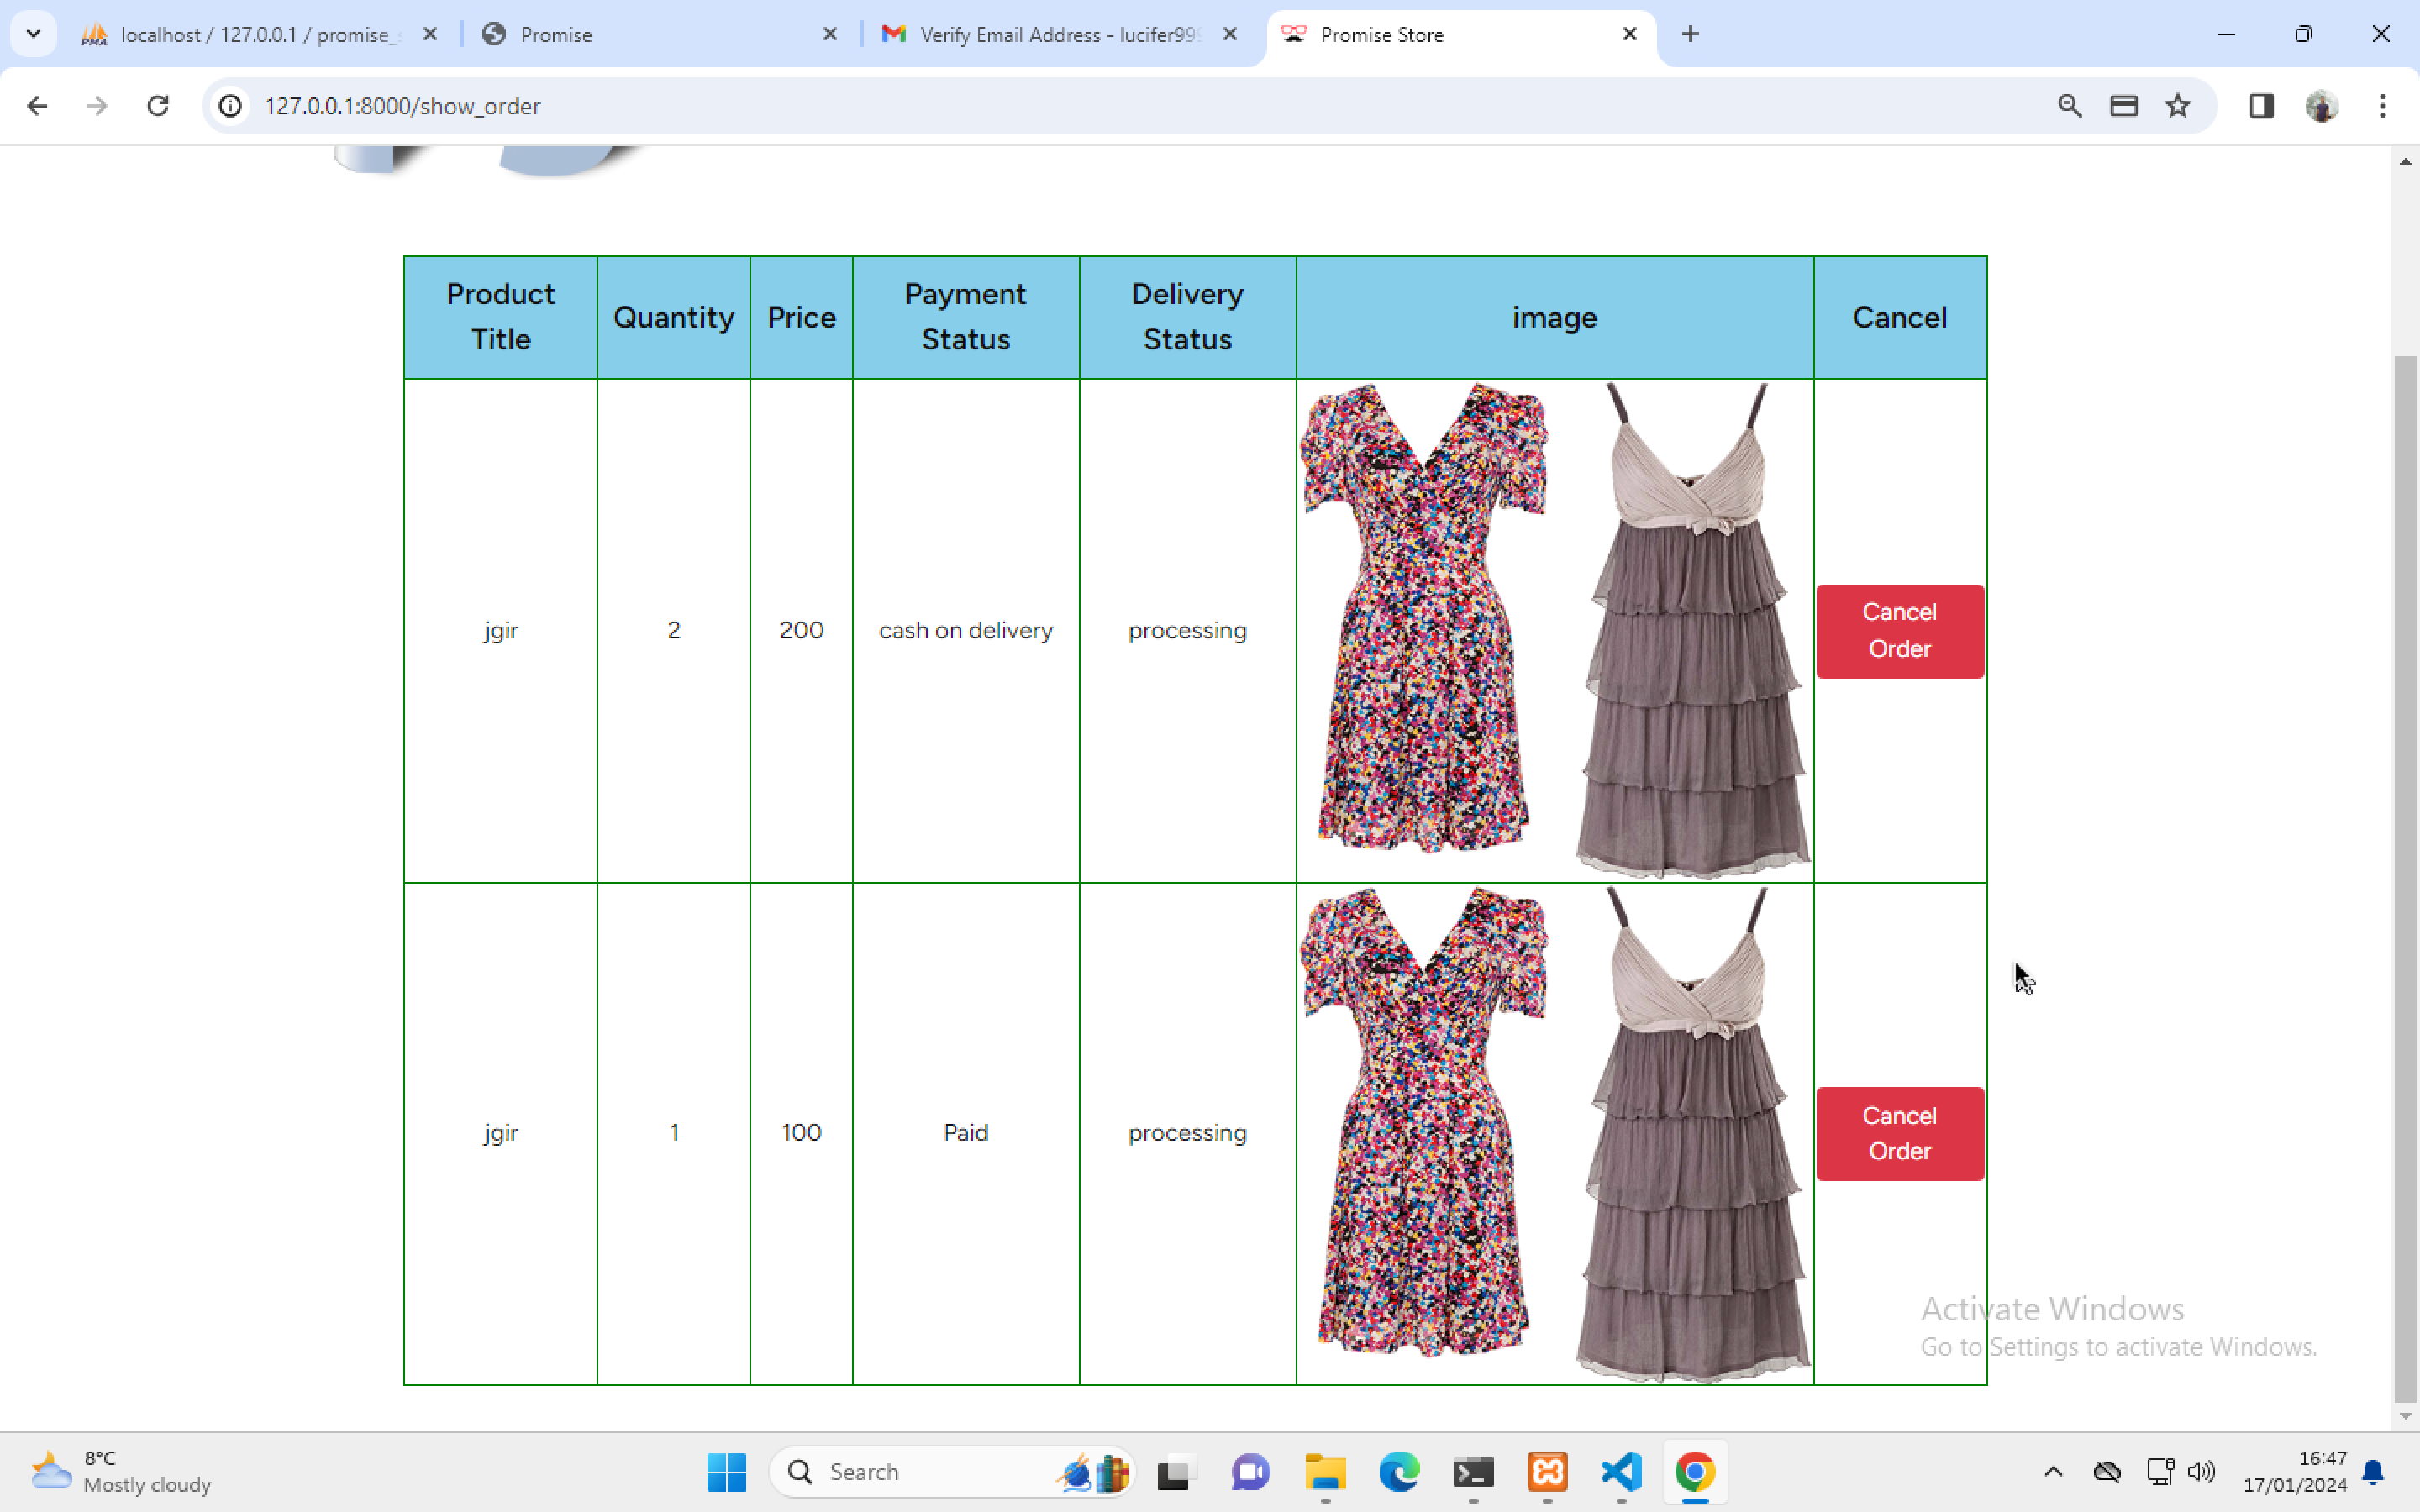 localhost / 127.0.0.1 / promise_s
Promise
Verify Email Address - lucifer999
Promise Store
127.0.0.1:8000/show_order
Product Title
Quantity
Price
Payment Status
Delivery Status
image
Cancel
jgir
2
200
cash on delivery
processing
Cancel Order
jgir
1
100
Paid
processing
Cancel Order
Activate Windows
Go to Settings to activate Windows.
8°C
Mostly cloudy
Search
16:47
17/01/2024